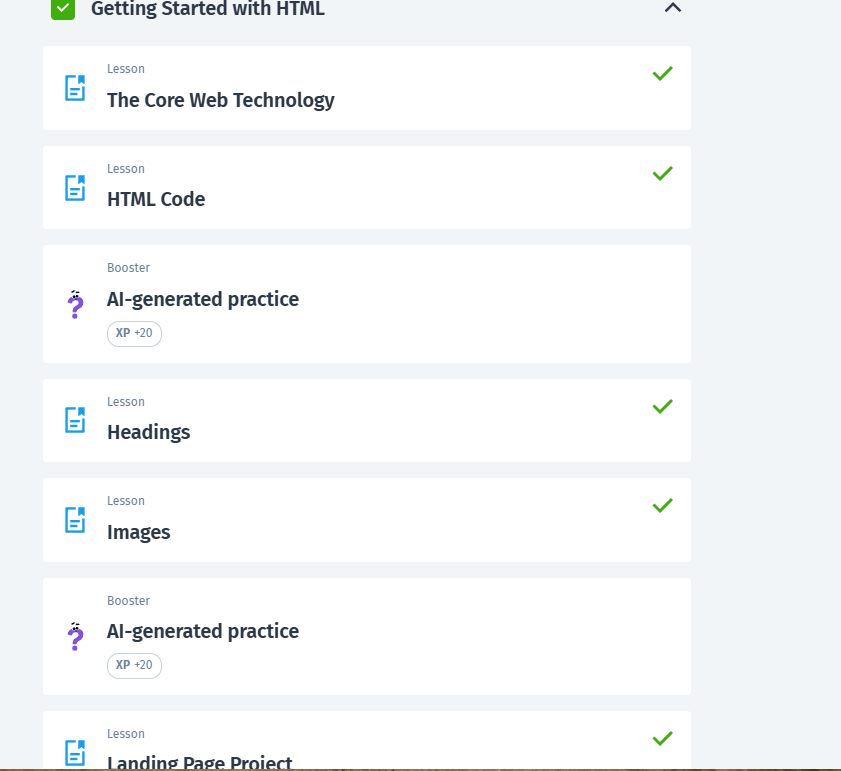 Getting Started with HTML
Lesson
The Core Web Technology
Lesson
HTML Code
Booster
AI-generated practice
XP +20
Lesson
Headings
Lesson
Images
Booster
AI-generated practice
XP +20
Lesson
Landing Page Project